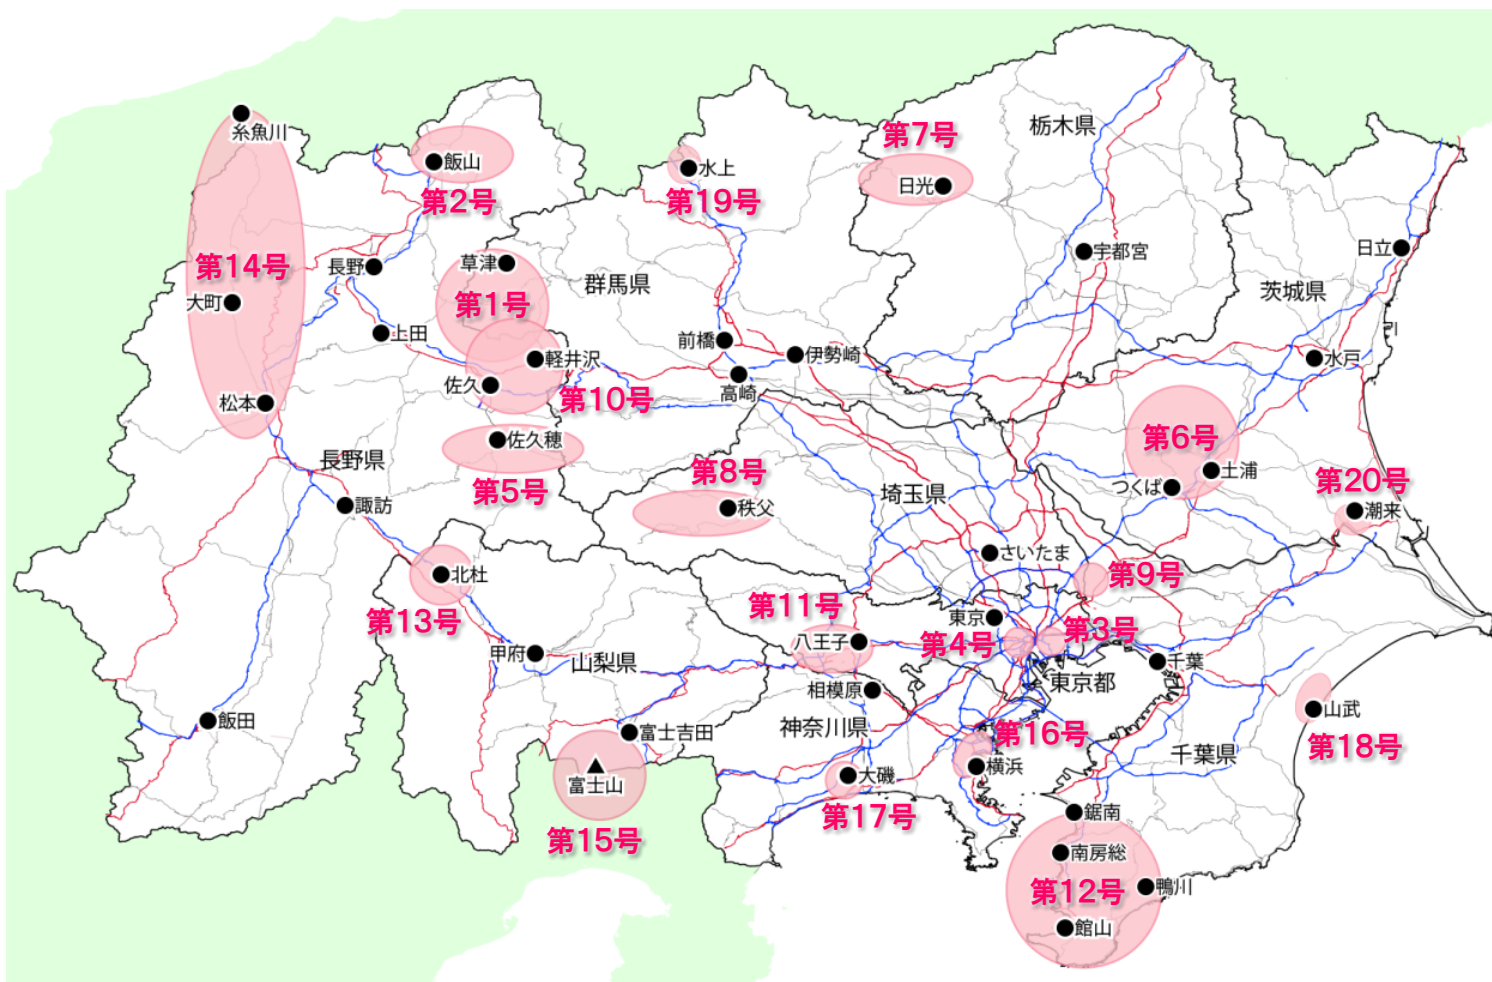 糸魚川
栃木県
第7号
飯山
水上
日光
第2号
第19号
日立
宇都宮
草津
長野
第14号
群馬県
茨城県
大町
第1号
上田
前橋
伊勢崎
水戸
軽井沢
佐久
高崎
松本
第10号
佐久穂
第6号
長野県
第8号
土浦
第5号
埼玉県
つくば
第20号
諏訪
秩父
潮来
さいたま
北杜
第9号
第11号
東京
第13号
第3号
八王子
第4号
甲府
山梨県
千葉
東京都
相模原
山武
飯田
神奈川県
富士吉田
第16号
第18号
千葉県
横浜
大磯
富士山
鋸南
第17号
第15号
南房総
第12号
鴨川
館山